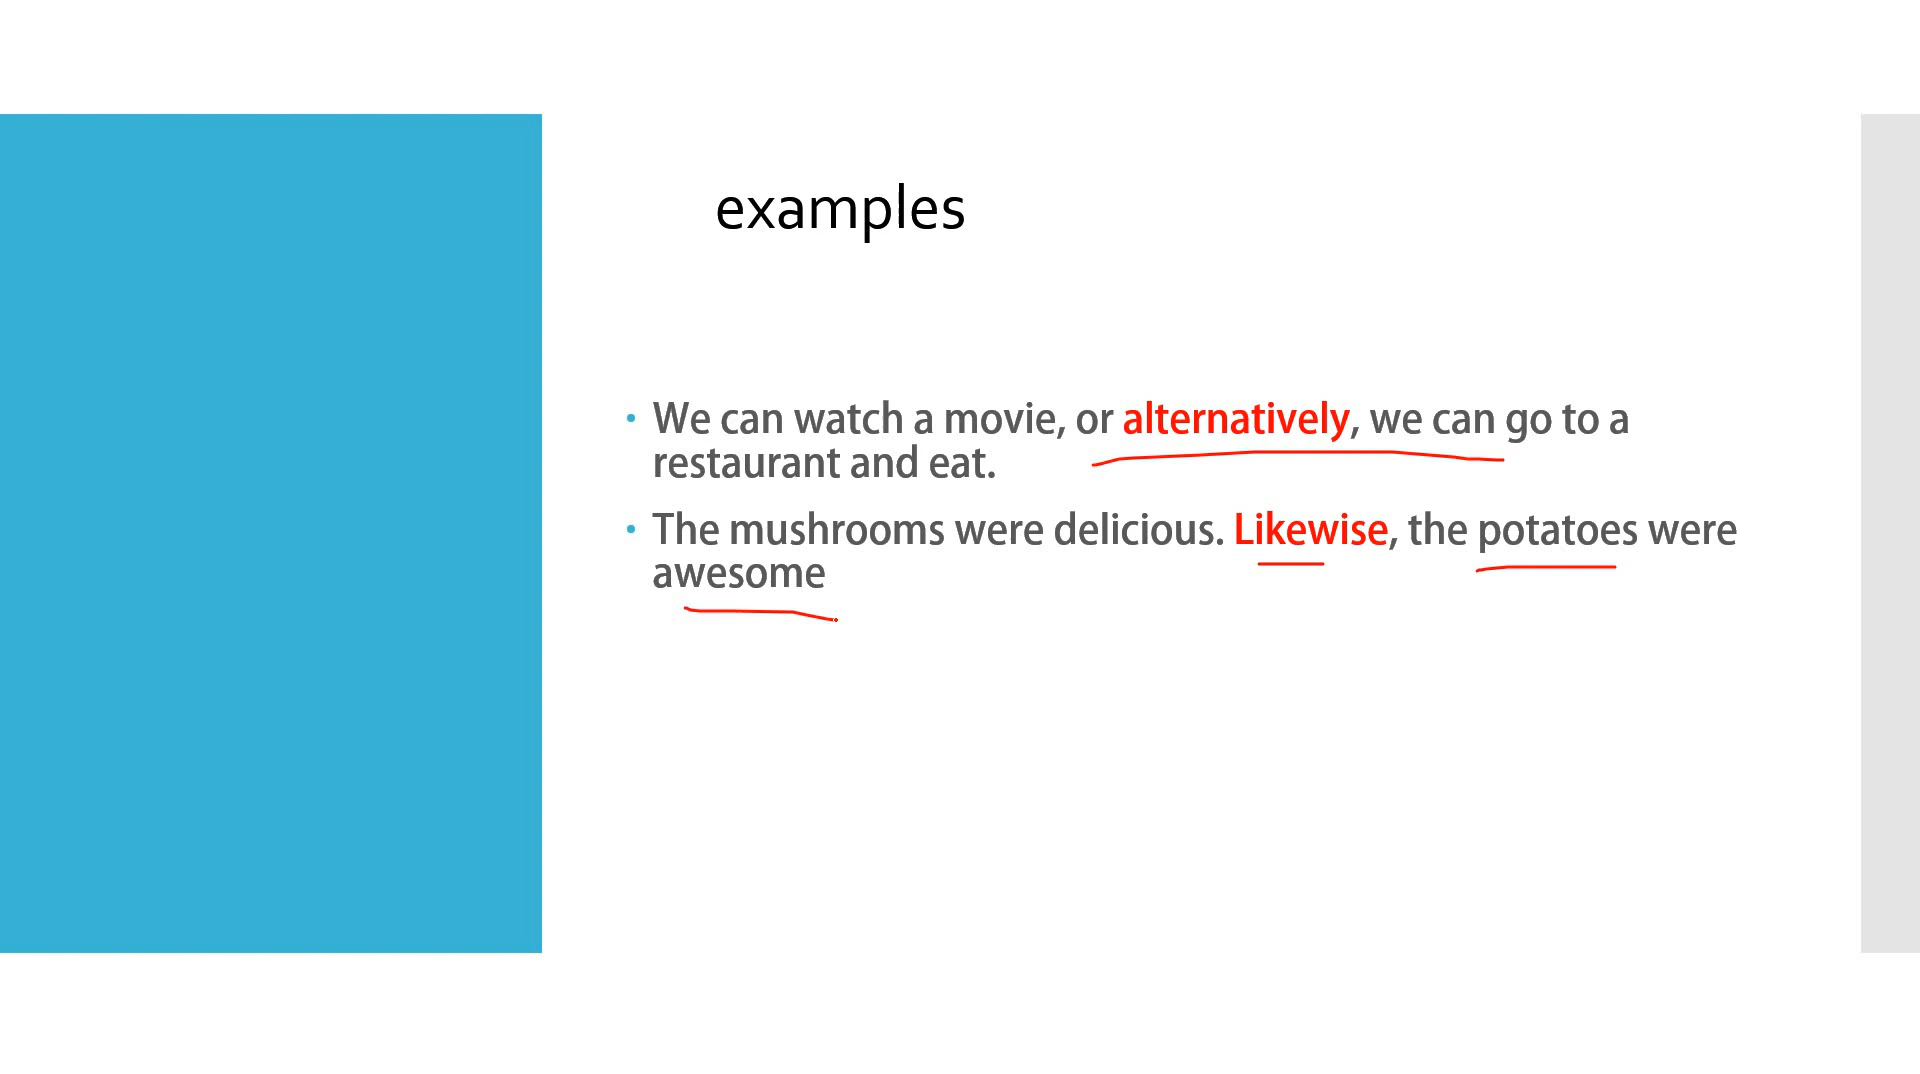 examples
• We can watch a movie, or alternatively, we can go to a
restaurant and eat.
• The mushrooms were delicious. Likewise, the potatoes were
awesome